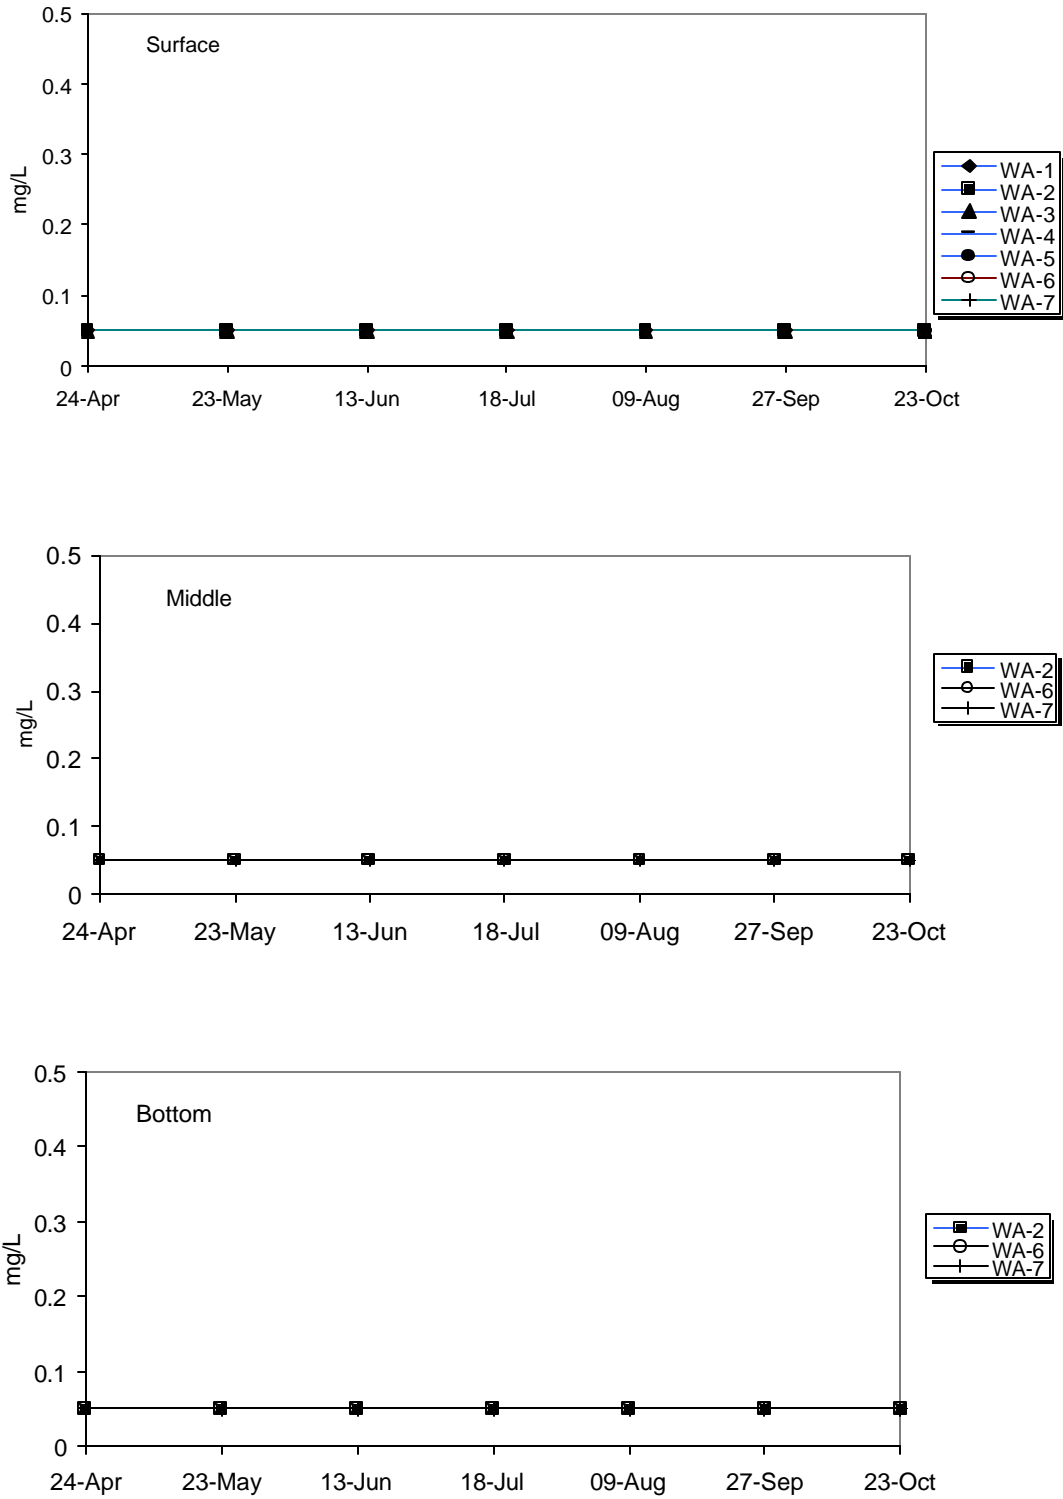 0.5
Surface
0.4
0.3
mg/L
0.2
0.1
0
24-Apr 23-May 13-Jun 18-Jul 09-Aug 27-Sep 23-Oct
WA-1
WA-2
WA-3
WA-4
WA-5
WA-6
WA-7
0.5
Middle
0.4
0.3
mg/L
0.2
0.1
0
24-Apr 23-May 13-Jun 18-Jul 09-Aug 27-Sep 23-Oct
WA-2
WA-6
WA-7
0.5
Bottom
0.4
0.3
mg/L
0.2
0.1
0
24-Apr 23-May 13-Jun 18-Jul 09-Aug 27-Sep 23-Oct
WA-2
WA-6
WA-7